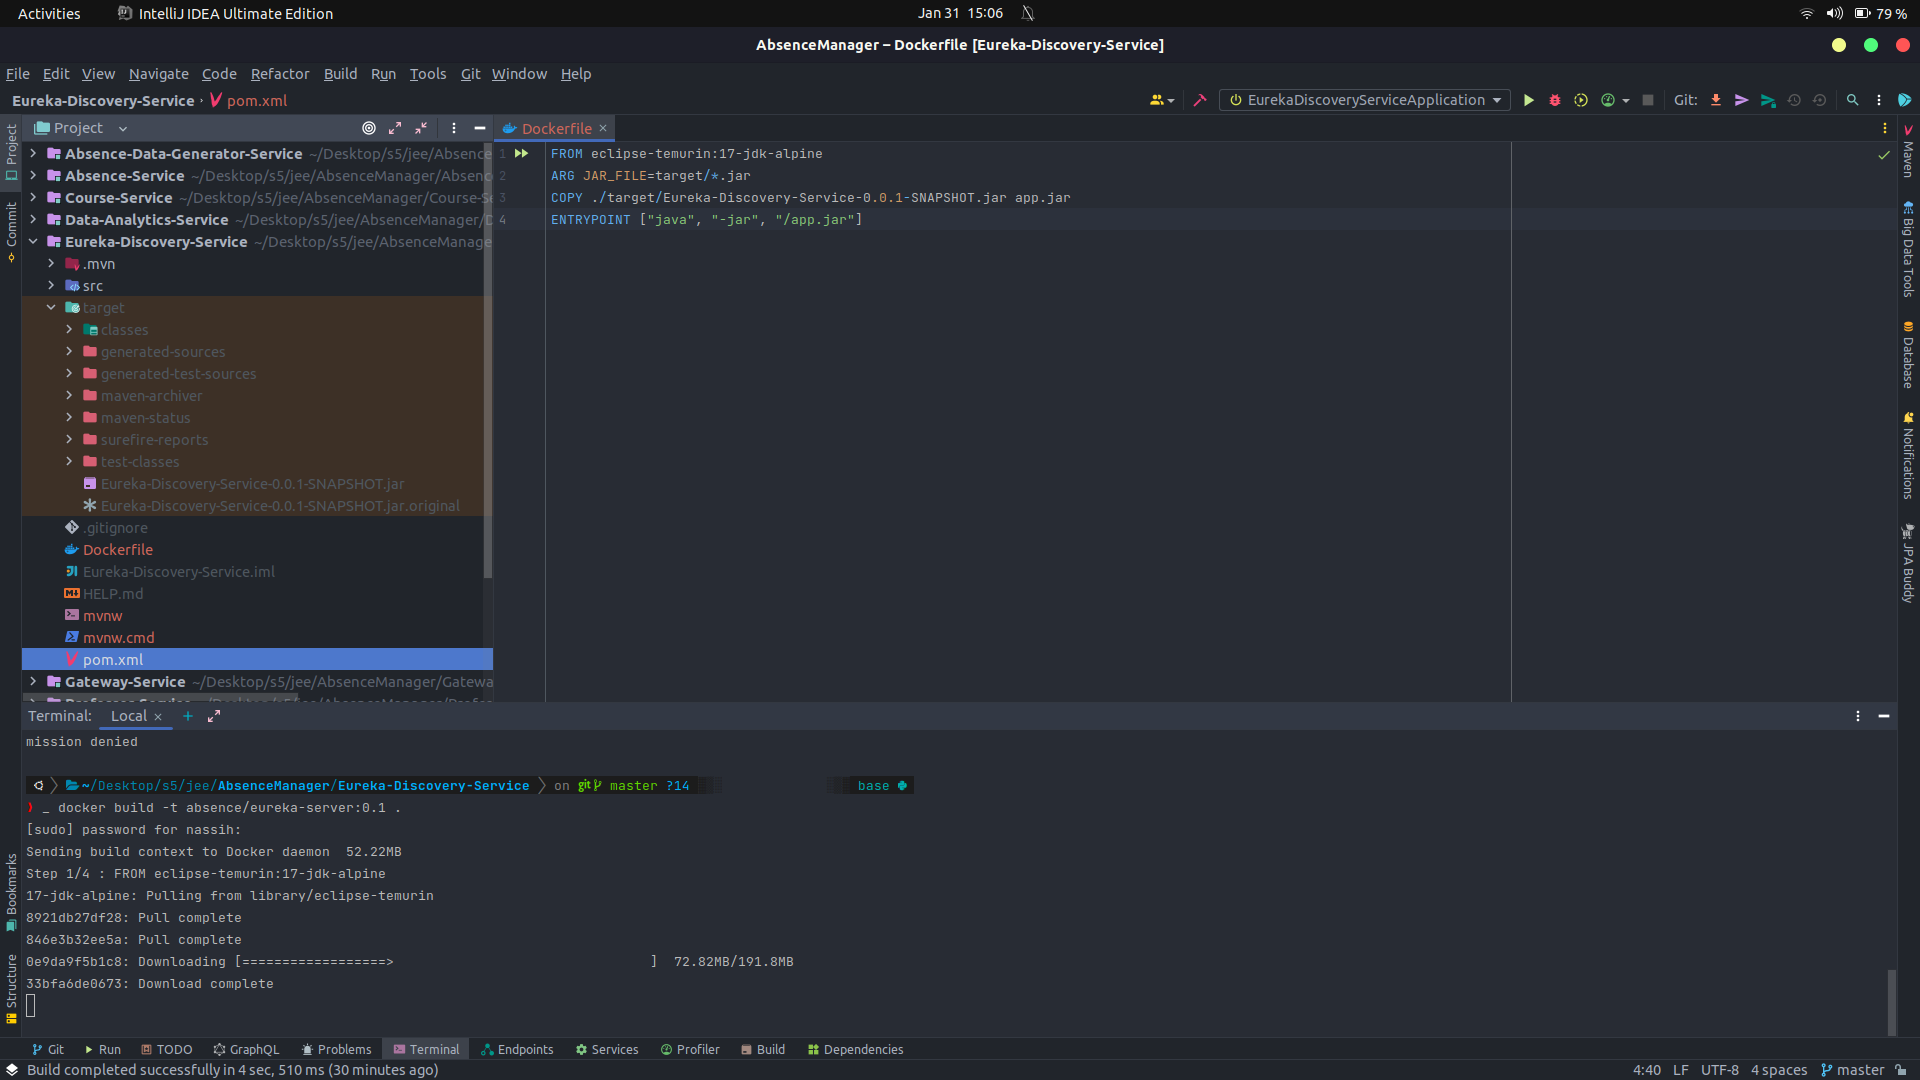 Activities
IntelliJ IDEA Ultimate Edition
Jan 31 15:06
79 %
AbsenceManager – Dockerfile [Eureka-Discovery-Service]
File Edit View Navigate Code Refactor Build Run Tools Git Window Help
Eureka-Discovery-Service › pom.xml
EurekaDiscoveryServiceApplication
Git:
Project
Commit
Bookmarks
Structure
Project
Absence-Data-Generator-Service ~/Desktop/s5/jee/Absence
Absence-Service ~/Desktop/s5/jee/AbsenceManager/Absenc
Course-Service ~/Desktop/s5/jee/AbsenceManager/Course-S
Data-Analytics-Service ~/Desktop/s5/jee/AbsenceManager/D
Eureka-Discovery-Service ~/Desktop/s5/jee/AbsenceManage
.mvn
src
target
classes
generated-sources
generated-test-sources
maven-archiver
maven-status
surefire-reports
test-classes
Eureka-Discovery-Service-0.0.1-SNAPSHOT.jar
Eureka-Discovery-Service-0.0.1-SNAPSHOT.jar.original
.gitignore
Dockerfile
Eureka-Discovery-Service.iml
HELP.md
mvnw
mvnw.cmd
pom.xml
Gateway-Service ~/Desktop/s5/jee/AbsenceManager/Gatewa
Dockerfile
1 FROM eclipse-temurin:17-jdk-alpine
2 ARG JAR_FILE=target/*.jar
3 COPY ./target/Eureka-Discovery-Service-0.0.1-SNAPSHOT.jar app.jar
4 ENTRYPOINT ["java", "-jar", "/app.jar"]
Maven
Big Data Tools
Database
Notifications
JPA Buddy
Terminal: Local
mission denied
~/Desktop/s5/jee/AbsenceManager/Eureka-Discovery-Service on git master ?14 base
_ docker build -t absence/eureka-server:0.1 .
[sudo] password for nassih:
Sending build context to Docker daemon  52.22MB
Step 1/4 : FROM eclipse-temurin:17-jdk-alpine
17-jdk-alpine: Pulling from library/eclipse-temurin
8921db27df28: Pull complete
846e3b32ee5a: Pull complete
0e9da9f5b1c8: Downloading [==================>                                ]  72.82MB/191.8MB
33bfa6de0673: Download complete
Git Run TODO GraphQL Problems Terminal Endpoints Services Profiler Build Dependencies
Build completed successfully in 4 sec, 510 ms (30 minutes ago)
4:40 LF UTF-8 4 spaces master